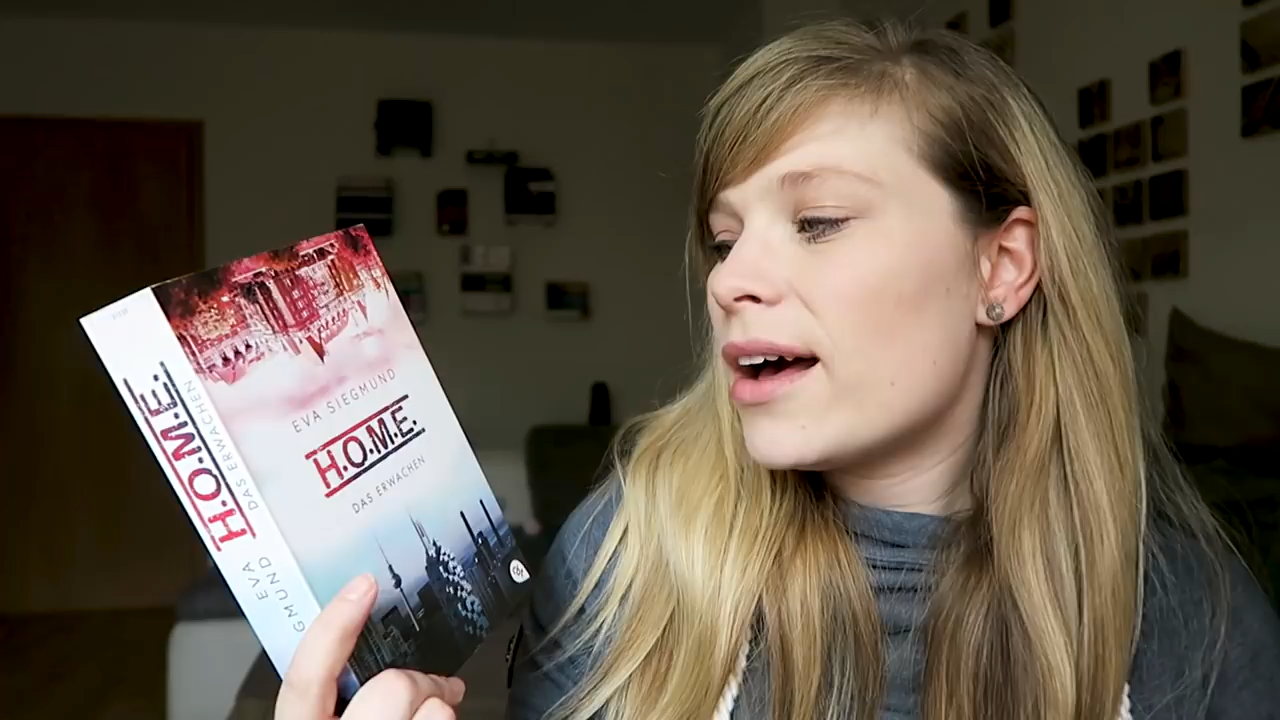 H.O.M.E.
DAS ERWACHEN
EVA
GMUND
EVA SIEGMUND
H.O.M.E.
DAS ERWACHEN
cbt